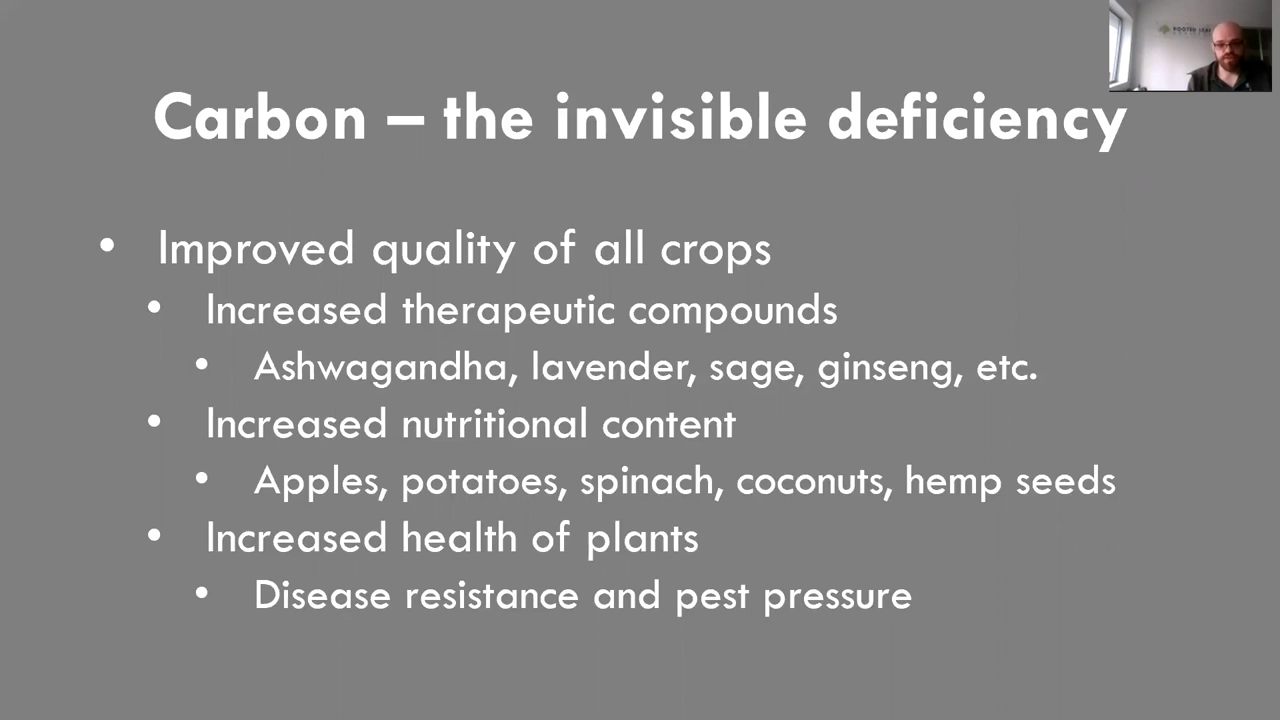 Carbon – the invisible deficiency
• Improved quality of all crops
• Increased therapeutic compounds
• Ashwagandha, lavender, sage, ginseng, etc.
• Increased nutritional content
• Apples, potatoes, spinach, coconuts, hemp seeds
• Increased health of plants
• Disease resistance and pest pressure